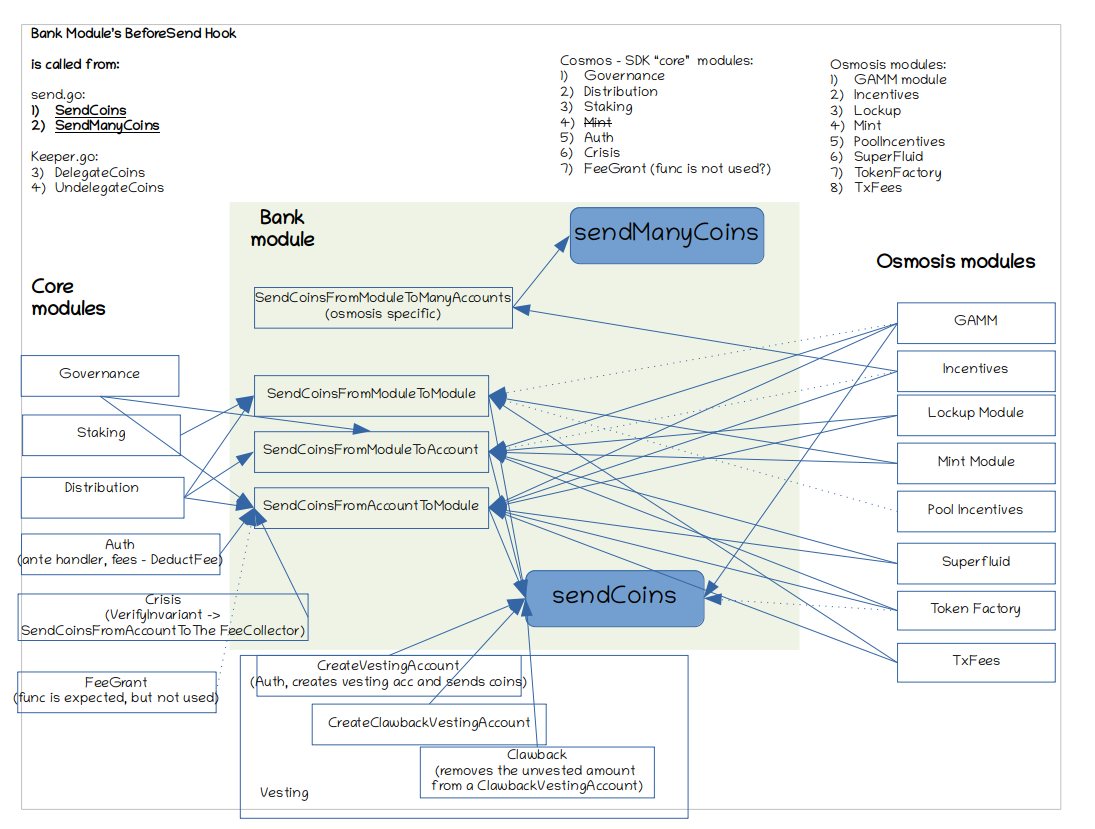 Bank Module's BeforeSend Hook
is called from:
send.go:
1) SendCoins
2) SendManyCoins
Keeper.go:
3) DelegateCoins
4) UndelegateCoins
Cosmos - SDK "core" modules:
1) Governance
2) Distribution
3) Staking
4) Mint
5) Auth
6) Crisis
7) FeeGrant (func is not used?)
Osmosis modules:
1) GAMM module
2) Incentives
3) Lockup
4) Mint
5) PoolIncentives
6) SuperFluid
7) TokenFactory
8) TxFees
Bank
module
sendManyCoins
Core
modules
Osmosis modules
SendCoinsFromModuleToManyAccounts
(osmosis specific)
SendCoinsFromModuleToModule
SendCoinsFromModuleToAccount
SendCoinsFromAccountToModule
sendCoins
Governance
Staking
Distribution
Auth
(ante handler, fees - DeductFee)
Crisis
(VerifyInvariant ->
SendCoinsFromAccountToThe FeeCollector)
FeeGrant
(func is expected, but not used)
GAMM
Incentives
Lockup Module
Mint Module
Pool Incentives
Superfluid
Token Factory
TxFees
CreateVestingAccount
(Auth, creates vesting acc and sends coins)
CreateClawbackVestingAccount
Clawback
(removes the unvested amount
from a ClawbackVestingAccount)
Vesting